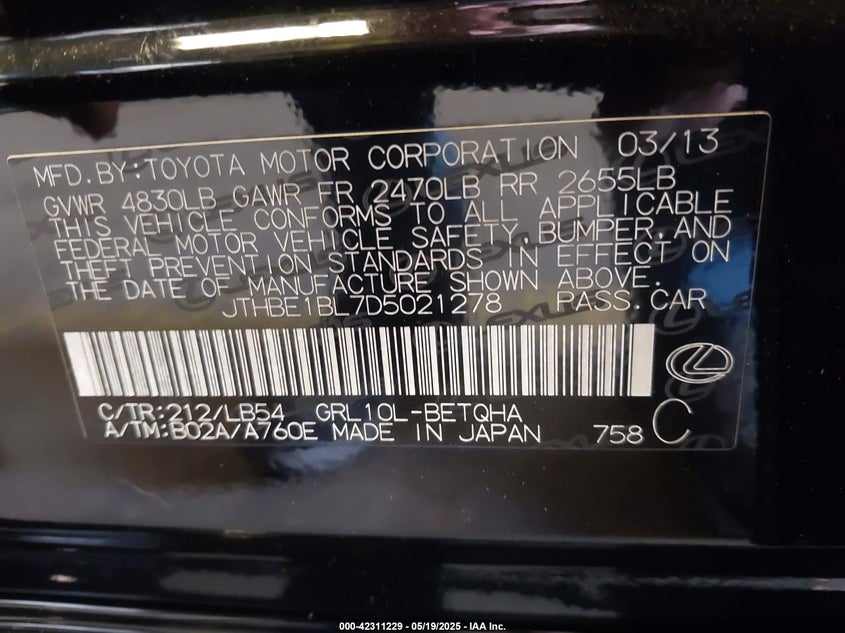 MFD.BY:TOYOTA MOTOR CORPORATION 03/13
GVWR 4830LB GAWR FR 2470LB RR 2655LB
THIS VEHICLE CONFORMS TO ALL APPLICABLE
FEDERAL MOTOR VEHICLE SAFETY,BUMPER,AND
THEFT PREVENTION STANDARDS IN EFFECT ON
THE DATE OF MANUFACTURE SHOWN ABOVE.
JTHBE1BL7D5021278 PASS.CAR
C/TR:212/LB54 GRL10L-BETQHA
A/TM:B02A/A760E MADE IN JAPAN 758 C
000-42311229 - 05/19/2025 - IAA Inc.